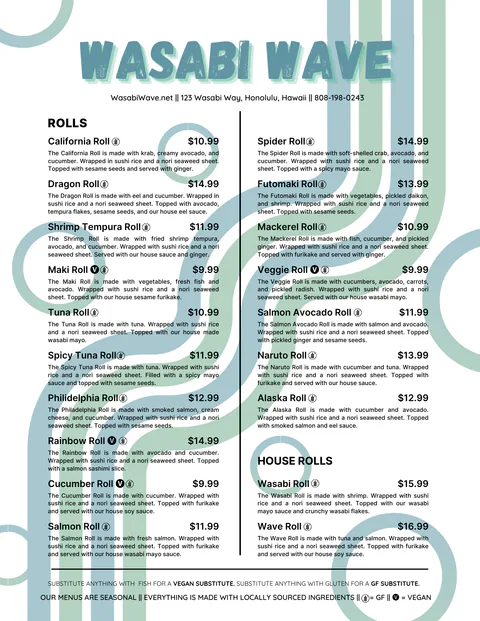 WASABI WAVE
WasabiWave.net || 123 Wasabi Way, Honolulu, Hawaii || 808-198-0243
ROLLS
California Roll $10.99
The California Roll is made with krab, creamy avocado, and
cucumber. Wrapped in sushi rice and a nori seaweed sheet.
Topped with sesame seeds and served with ginger.
Dragon Roll $14.99
The Dragon Roll is made with eel and cucumber. Wrapped in
sushi rice and a nori seaweed sheet. Topped with avocado,
tempura flakes, sesame seeds, and our house eel sauce.
Shrimp Tempura Roll $11.99
The Shrimp Roll is made with fried shrimp tempura,
avocado, and cucumber. Wrapped with sushi rice and a nori
seaweed sheet. Served with our house sauce and ginger.
Maki Roll V $9.99
The Maki Roll is made with vegetables, fresh fish and
avocado. Wrapped with sushi rice and a nori seaweed
sheet. Topped with our house sesame furikake.
Tuna Roll $10.99
The Tuna Roll is made with tuna. Wrapped with sushi rice
and a nori seaweed sheet. Topped with our house made
wasabi mayo.
Spicy Tuna Roll $11.99
The Spicy Tuna Roll is made with tuna. Wrapped with sushi
rice and a nori seaweed sheet. Filled with a spicy mayo
sauce and topped with sesame seeds.
Philidelphia Roll $12.99
The Philadelphia Roll is made with smoked salmon, cream
cheese, and cucumber. Wrapped with sushi rice and a nori
seaweed sheet. Topped with sesame seeds.
Rainbow Roll V $14.99
The Rainbow Roll is made with avocado and cucumber.
Wrapped with sushi rice and a nori seaweed sheet. Topped
with a salmon sashimi slice.
Cucumber Roll V $9.99
The Cucumber Roll is made with cucumber. Wrapped with
sushi rice and a nori seaweed sheet. Topped with furikake
and served with our house soy sauce.
Salmon Roll $11.99
The Salmon Roll is made with fresh salmon. Wrapped with
sushi rice and a nori seaweed sheet. Topped with furikake
and served with our house wasabi mayo sauce.
Spider Roll $14.99
The Spider Roll is made with soft-shelled crab, avocado, and
cucumber. Wrapped with sushi rice and a nori seaweed
sheet. Topped with a spicy mayo sauce.
Futomaki Roll $13.99
The Futomaki Roll is made with vegetables, pickled daikon,
and shrimp. Wrapped with sushi rice and a nori seaweed
sheet. Topped with sesame seeds.
Mackerel Roll $10.99
The Mackerel Roll is made with fish, cucumber, and pickled
ginger. Wrapped with sushi rice and a nori seaweed sheet.
Topped with furikake and served with ginger.
Veggie Roll V $9.99
The Veggie Roll is made with cucumbers, avocado, carrots,
and pickled radish. Wrapped with sushi rice and a nori
seaweed sheet. Served with our house wasabi mayo.
Salmon Avocado Roll $11.99
The Salmon Avocado Roll is made with salmon and avocado.
Wrapped with sushi rice and a nori seaweed sheet. Topped
with pickled ginger and sesame seeds.
Naruto Roll $13.99
The Naruto Roll is made with cucumber and tuna. Wrapped
with sushi rice and a nori seaweed sheet. Topped with
furikake and served with our house sauce.
Alaska Roll $12.99
The Alaska Roll is made with cucumber and avocado.
Wrapped with sushi rice and a nori seaweed sheet. Topped
with smoked salmon and eel sauce.
HOUSE ROLLS
Wasabi Roll $15.99
The Wasabi Roll is made with shrimp. Wrapped with sushi
rice and a nori seaweed sheet. Topped with wasabi mayo
sauce and crunchy wasabi flakes.
Wave Roll $16.99
The Wave Roll is made with tuna and salmon. Wrapped with
sushi rice and a nori seaweed sheet. Topped with furikake
and served with our house soy sauce.
SUBSTITUTE ANYTHING WITH FISH FOR A VEGAN SUBSTITUTE. SUBSTITUTE ANYTHING WITH GLUTEN FOR A GF SUBSTITUTE.
OUR MENUS ARE SEASONAL || EVERYTHING IS MADE WITH LOCALLY SOURCED INGREDIENTS || = GF || V = VEGAN